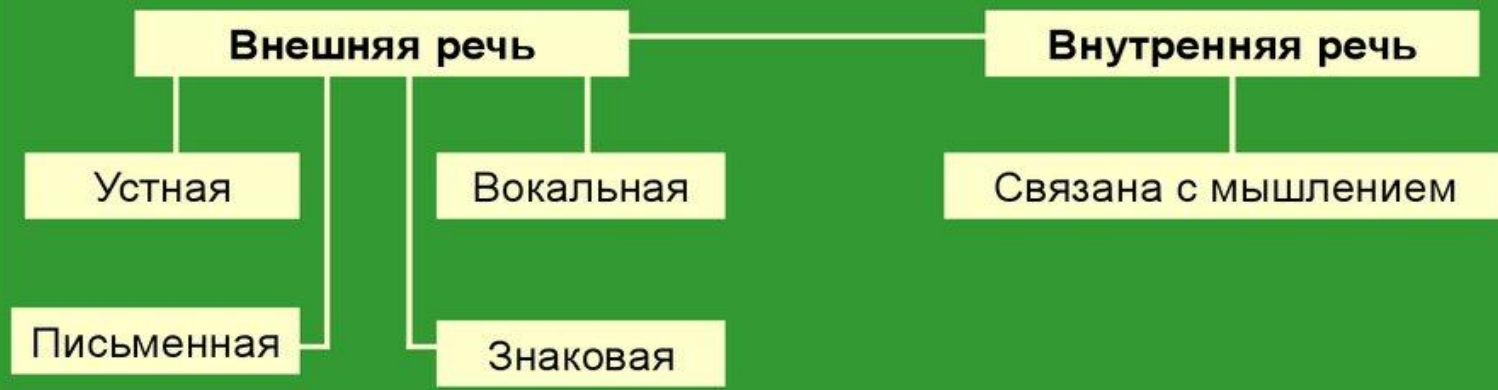 Внешняя речь
Внутренняя речь
Устная
Вокальная
Связана с мышлением
Письменная
Знаковая